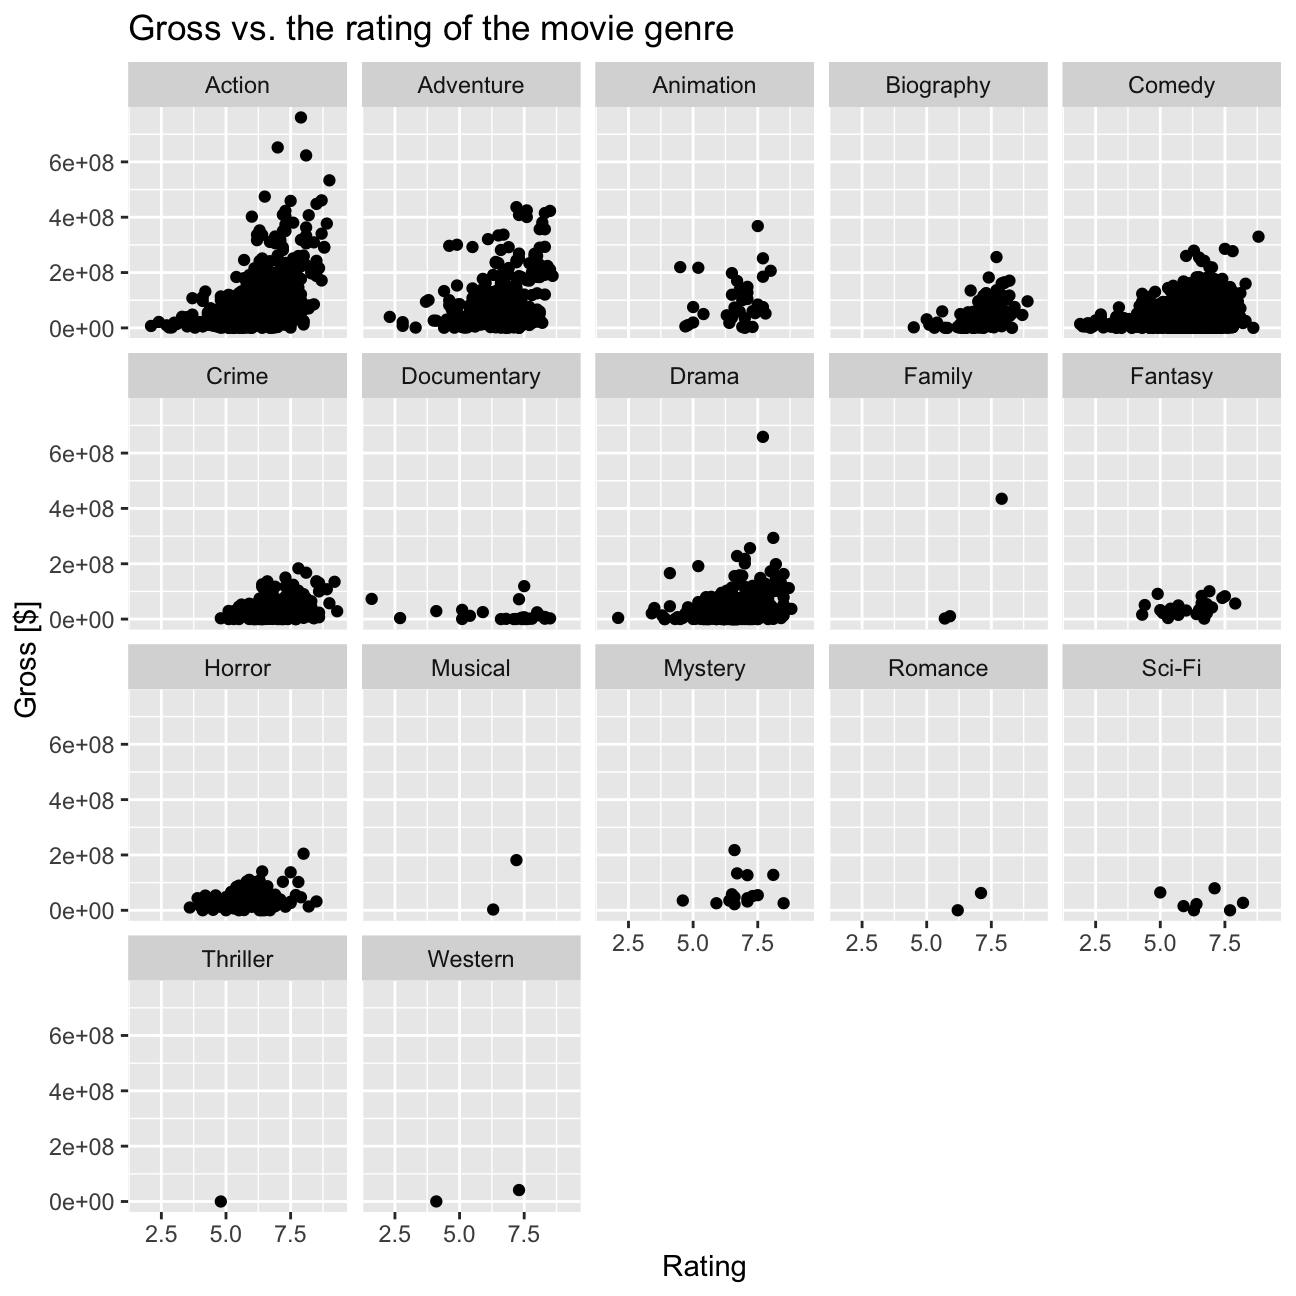 Gross vs. the rating of the movie genre
Action Adventure Animation Biography Comedy
6e+08
4e+08
2e+08
0e+00
Crime Documentary Drama Family Fantasy
6e+08
4e+08
2e+08
0e+00
Gross [$]
Horror Musical Mystery Romance Sci-Fi
6e+08
4e+08
2e+08
0e+00
2.5 5.0 7.5 2.5 5.0 7.5 2.5 5.0 7.5
Thriller Western
6e+08
4e+08
2e+08
0e+00
2.5 5.0 7.5 2.5 5.0 7.5
Rating